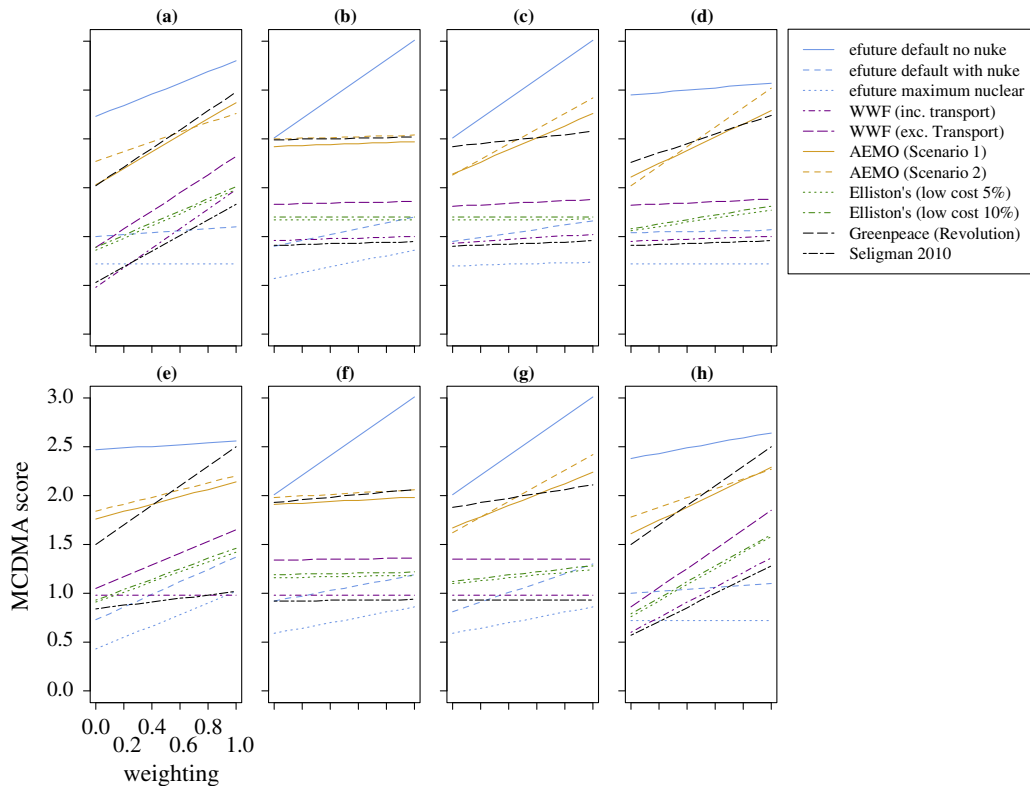 (a)
(b)
(c)
(d)
efuture default no nuke
efuture default with nuke
efuture maximum nuclear
WWF (inc. transport)
WWF (exc. Transport)
AEMO (Scenario 1)
AEMO (Scenario 2)
Elliston's (low cost 5%)
Elliston's (low cost 10%)
Greenpeace (Revolution)
Seligman 2010
(e)
(f)
(g)
(h)
3.0
2.5
2.0
1.5
1.0
0.5
0.0
MCDMA score
0.0
0.2
0.4
0.6
0.8
1.0
weighting